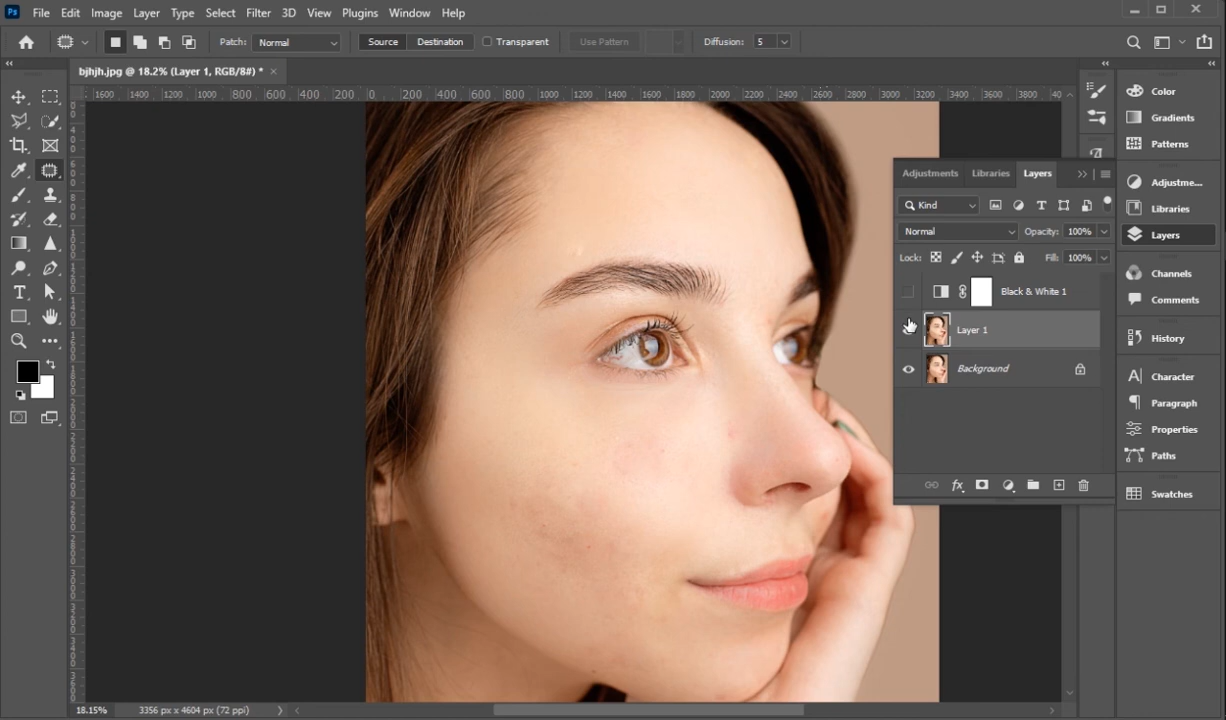 Ps File Edit Image Layer Type Select Filter 3D View Plugins Window Help
Patch: Normal Source Destination Transparent Use Pattern Diffusion: 5
bjhjh.jpg @ 18.2% (Layer 1, RGB/8#) * ×
1600 1400 1200 1000 800 600 400 200 0 200 400 600 800 1000 1200 1400 1600 1800 2000 2200 2400 2600 2800 3000 3200 3400 3600 3800 40
Color
Gradients
Patterns
Adjustme...
Libraries
Layers
Channels
Comments
History
Character
Paragraph
Properties
Paths
Swatches
Adjustments Libraries Layers
Kind
Normal Opacity: 100%
Lock: Fill: 100%
Black & White 1
Layer 1
Background
fx
18.15% 3356 px x 4604 px (72 ppi)